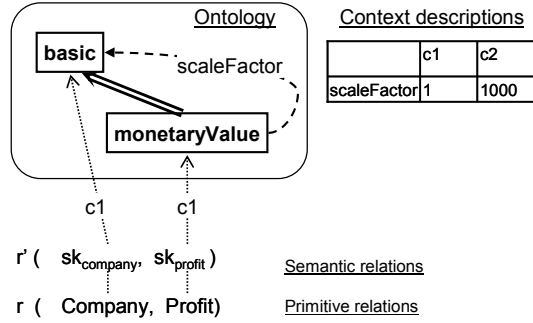 Ontology
Context descriptions
basic
scaleFactor
c1 c2
scaleFactor 1 1000
monetaryValue
c1 c1
r' ( sk_company, sk_profit )
Semantic relations
r ( Company, Profit)
Primitive relations